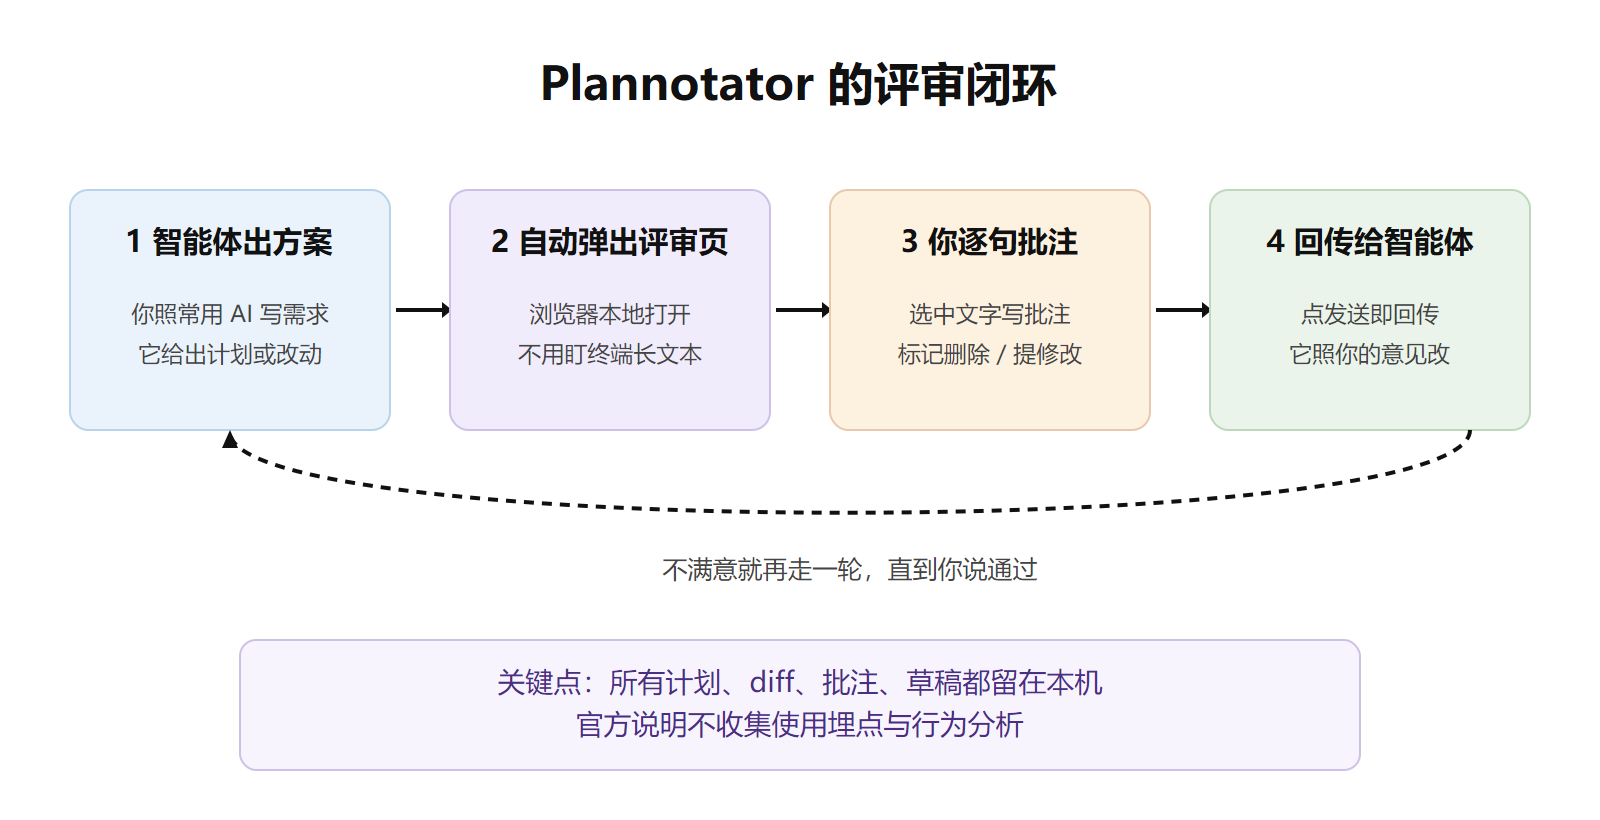 Plannotator 的评审闭环
1 智能体出方案
你照常用 AI 写需求
它给出计划或改动
2 自动弹出评审页
浏览器本地打开
不用盯终端长文本
3 你逐句批注
选中文字写批注
标记删除 / 提修改
4 回传给智能体
点发送即回传
它照你的意见改
不满意就再走一轮，直到你说通过
关键点：所有计划、diff、批注、草稿都留在本机
官方说明不收集使用埋点与行为分析